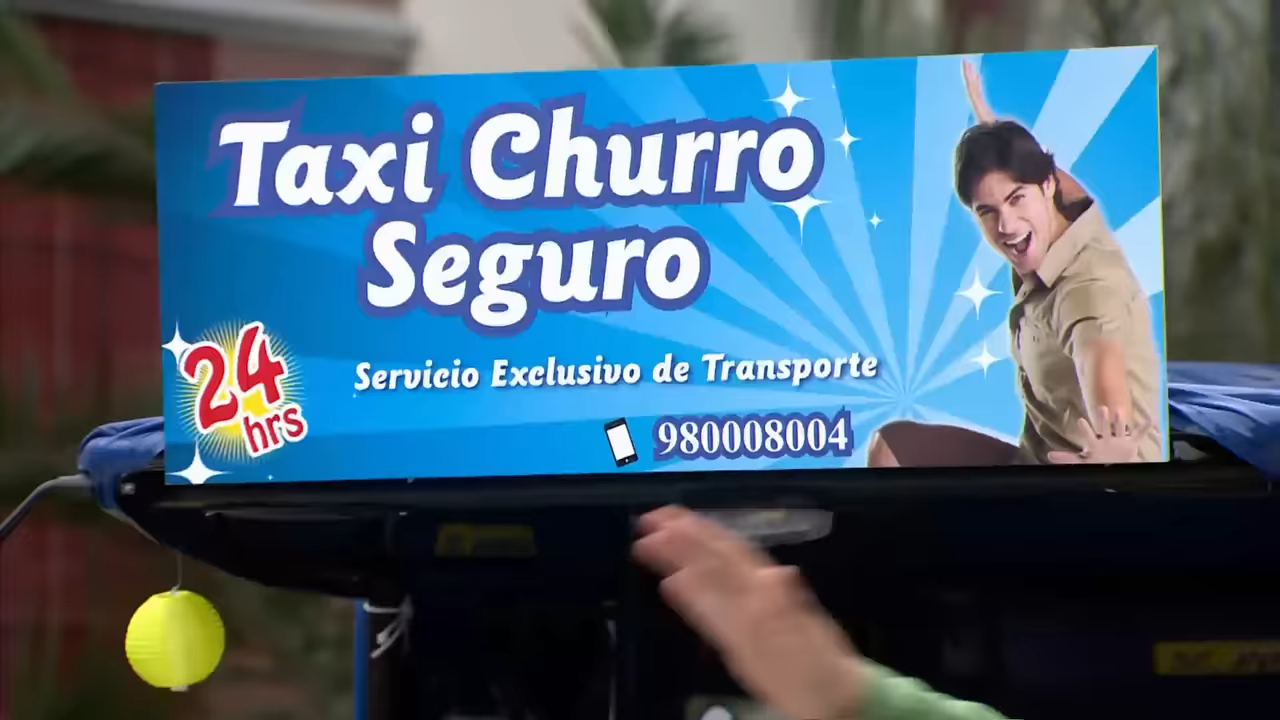 Taxi Churro
Seguro
24
hrs
Servicio Exclusivo de Transporte
980008004